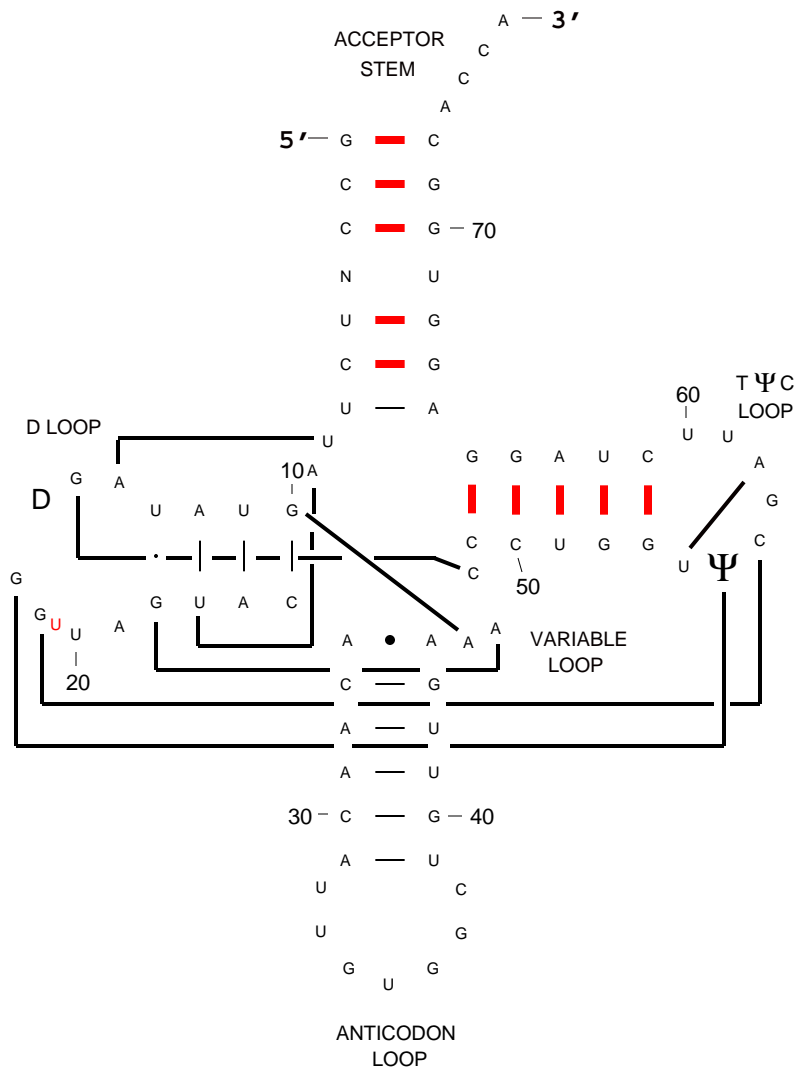 A 3'
ACCEPTOR
STEM
C
C
A
5' G C
C G
C G 70
N U
U G
C G
U A
60
T Ψ C
LOOP
D LOOP
U
U U
G A
10 A
G G A U C
A
D
U A U G
G
C C U G G
C
50
U Ψ
C
G
G U U A G U A C
20
A A A A
VARIABLE
LOOP
C G
A U
A U
30 C G 40
A U
U C
U G
G G
U
ANTICODON
LOOP